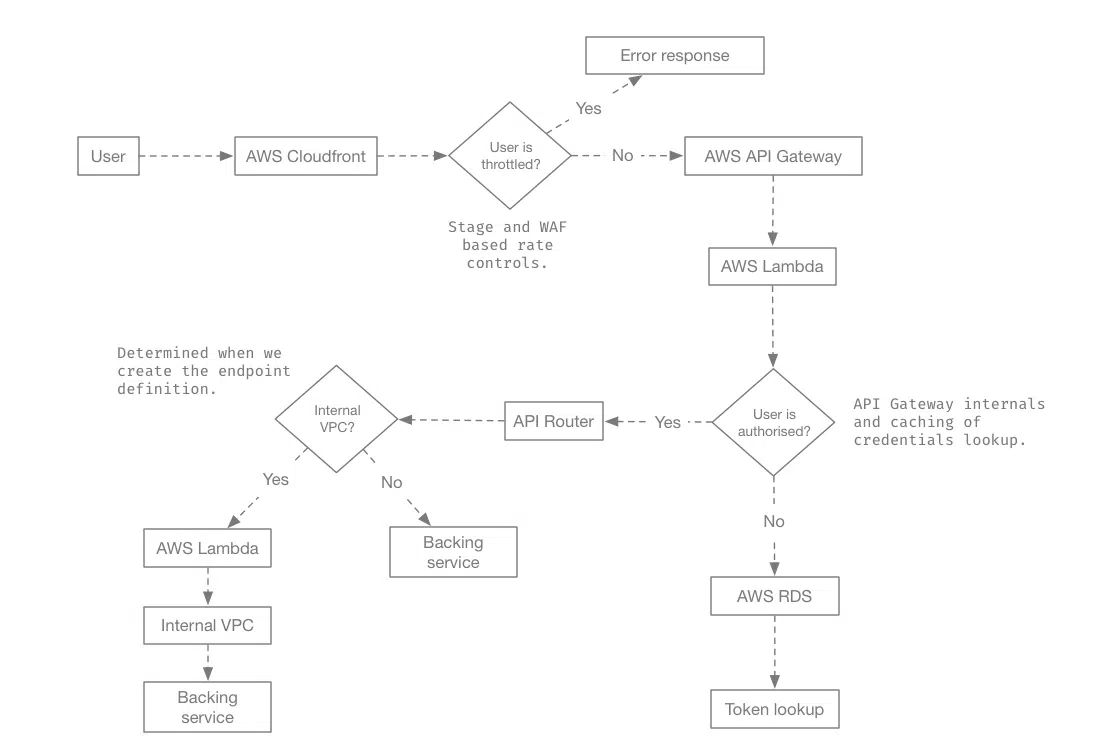 Error response
Yes
User
AWS Cloudfront
User is
throttled?
No
AWS API Gateway
Stage and WAF
based rate
controls.
AWS Lambda
Determined when we
create the endpoint
definition.
Internal
VPC?
API Router
Yes
User is
authorised?
API Gateway internals
and caching of
credentials lookup.
Yes
No
No
AWS Lambda
Backing
service
AWS RDS
Internal VPC
Backing
service
Token lookup